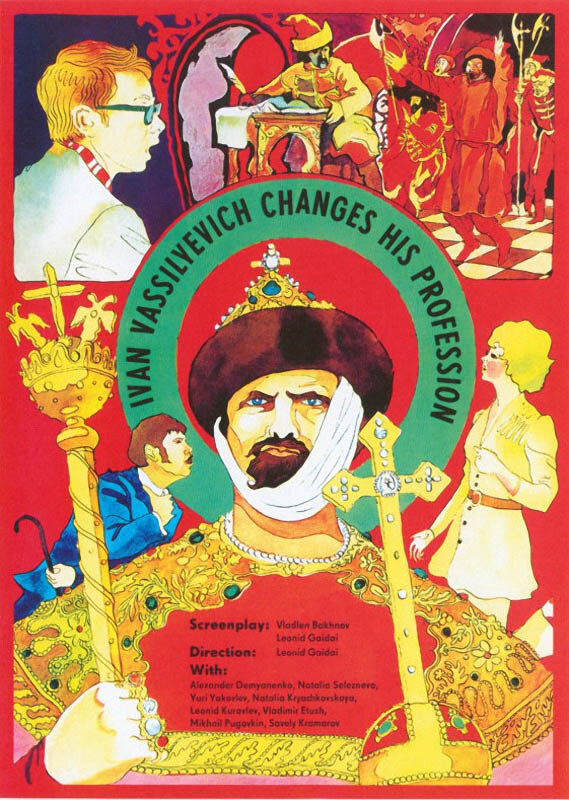 IVAN VASSILYEVICH CHANGES HIS PROFESSION
Screenplay: Vladlen Bakhnov
Leonid Gaidai
Direction: Leonid Gaidai
With:
Alexander Demyanenko, Natalia Selezneva,
Yuri Yakovlev, Natalia Kryazhkovskaya,
Leonid Kuravlev, Vladimir Etush,
Mikhail Pugovkin, Savely Kramarov